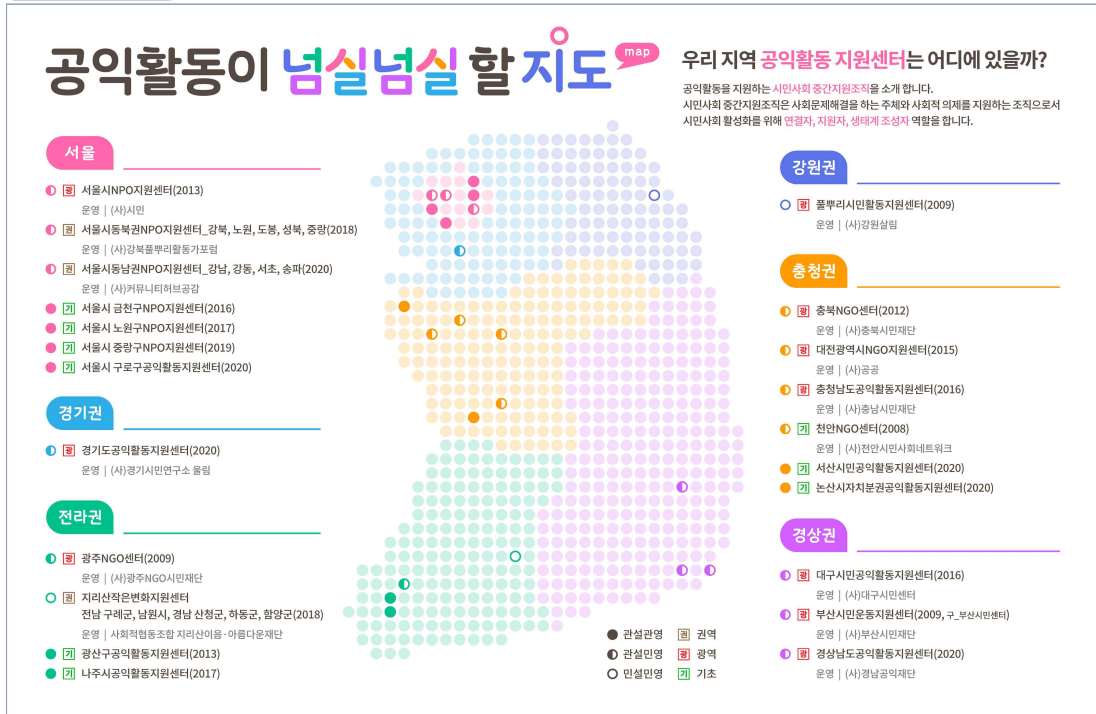 공익활동이 넘실넘실 할 지도
map
우리 지역 공익활동 지원센터는 어디에 있을까?
공익활동을 지원하는 시민사회 중간지원조직을 소개 합니다.
시민사회 중간지원조직은 사회문제해결을 하는 주체와 사회적 의제를 지원하는 조직으로서
시민사회 활성화를 위해 연결자, 지원자, 생태계 조성자 역할을 합니다.
서울
광 서울시NPO지원센터(2013)
운영 | (사)시민
권 서울시동북권NPO지원센터_강북, 노원, 도봉, 성북, 중랑(2018)
운영 | (사)강북풀뿌리활동가포럼
권 서울시동남권NPO지원센터_강남, 강동, 서초, 송파(2020)
운영 | (사)커뮤니티허브공감
기 서울시 금천구NPO지원센터(2016)
기 서울시 노원구NPO지원센터(2017)
기 서울시 중랑구NPO지원센터(2019)
기 서울시 구로구공익활동지원센터(2020)
경기권
광 경기도공익활동지원센터(2020)
운영 | (사)경기시민연구소 울림
전라권
광 광주NGO센터(2009)
운영 | (사)광주NGO시민재단
권 지리산작은변화지원센터
전남 구례군, 남원시, 경남 산청군, 하동군, 함양군(2018)
운영 | 사회적협동조합 지리산이음·아름다운재단
기 광산구공익활동지원센터(2013)
기 나주시공익활동지원센터(2017)
강원권
광 풀뿌리시민활동지원센터(2009)
운영 | (사)강원살림
충청권
광 충북NGO센터(2012)
운영 | (사)충북시민재단
광 대전광역시NGO지원센터(2015)
운영 | (사)공공
광 충청남도공익활동지원센터(2016)
운영 | (사)충남시민재단
기 천안NGO센터(2008)
운영 | (사)천안시민사회네트워크
기 서산시민공익활동지원센터(2020)
기 논산시자치분권공익활동지원센터(2020)
경상권
광 대구시민공익활동지원센터(2016)
운영 | (사)대구시민센터
광 부산시민운동지원센터(2009, 구_부산시민센터)
운영 | (사)부산시민재단
광 경상남도공익활동지원센터(2020)
운영 | (사)경남공익재단
관설관영 권 권역
관설민영 광 광역
민설민영 기 기초